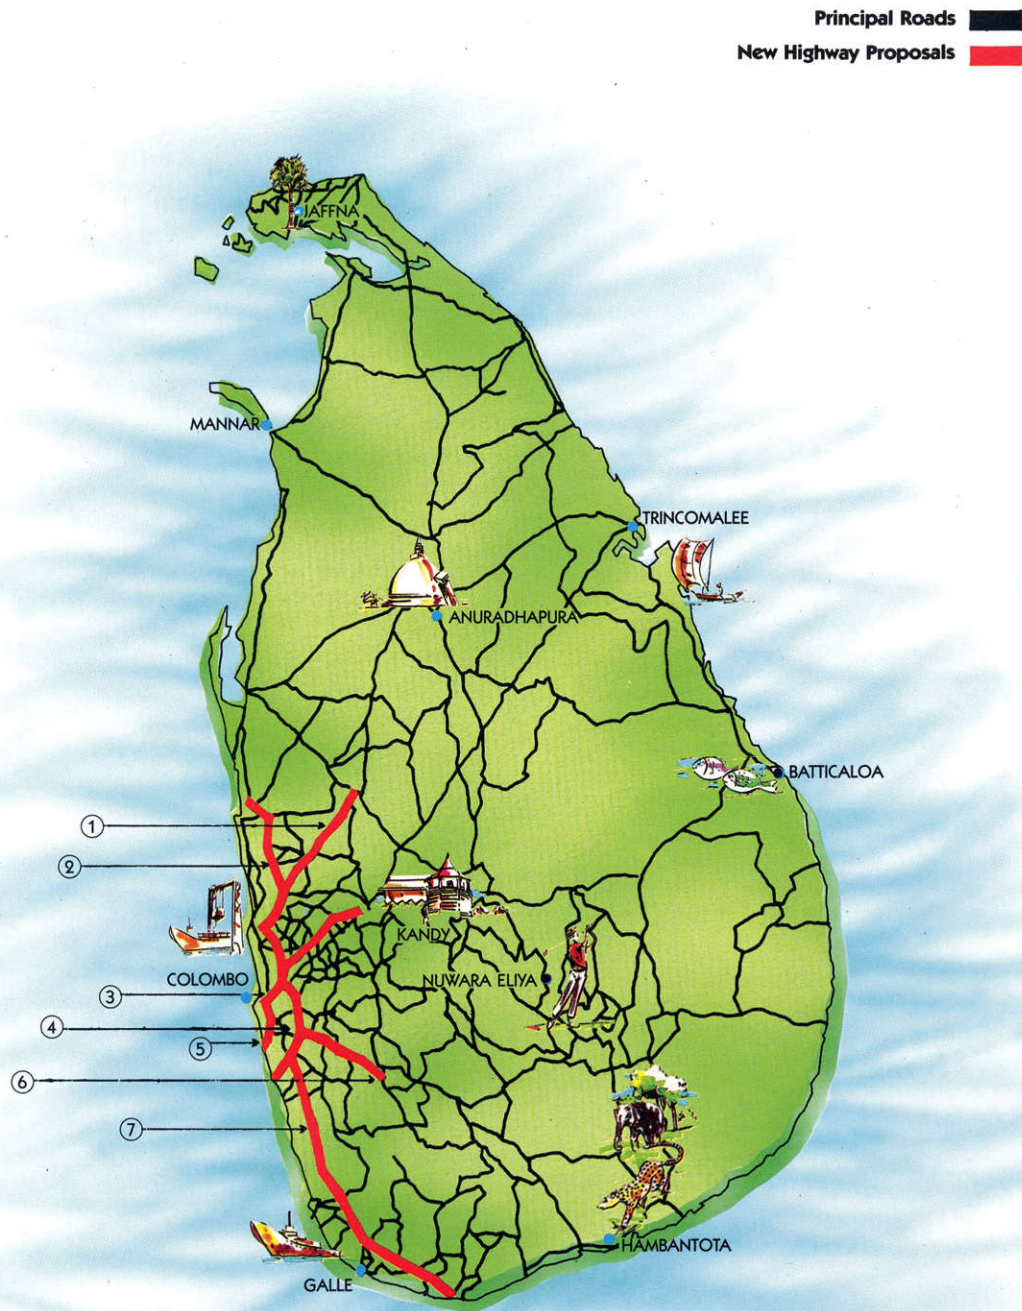 Principal Roads
New Highway Proposals
JAFFNA
MANNAR
TRINCOMALEE
ANURADHAPURA
BATTICALOA
1
2
KANDY
COLOMBO
NUWARA ELIYA
3
4
5
6
7
HAMBANTOTA
GALLE